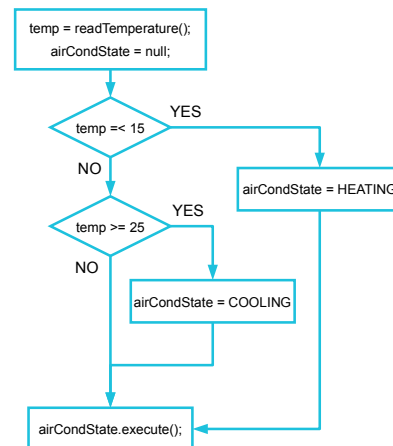 temp = readTemperature();
airCondState = null;
temp =< 15
YES
NO
airCondState = HEATING
temp >= 25
YES
NO
airCondState = COOLING
airCondState.execute();